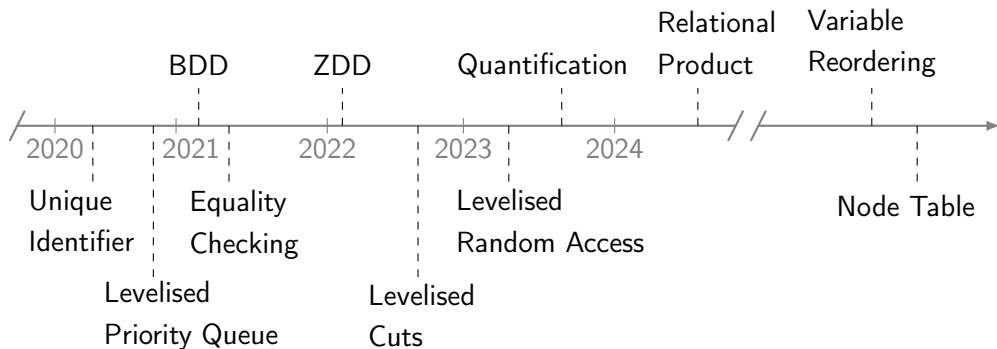 Relational
Product
Variable
Reordering
BDD
ZDD
Quantification
2020
2021
2022
2023
2024
Unique
Identifier
Equality
Checking
Levelised
Random Access
Node Table
Levelised
Priority Queue
Levelised
Cuts